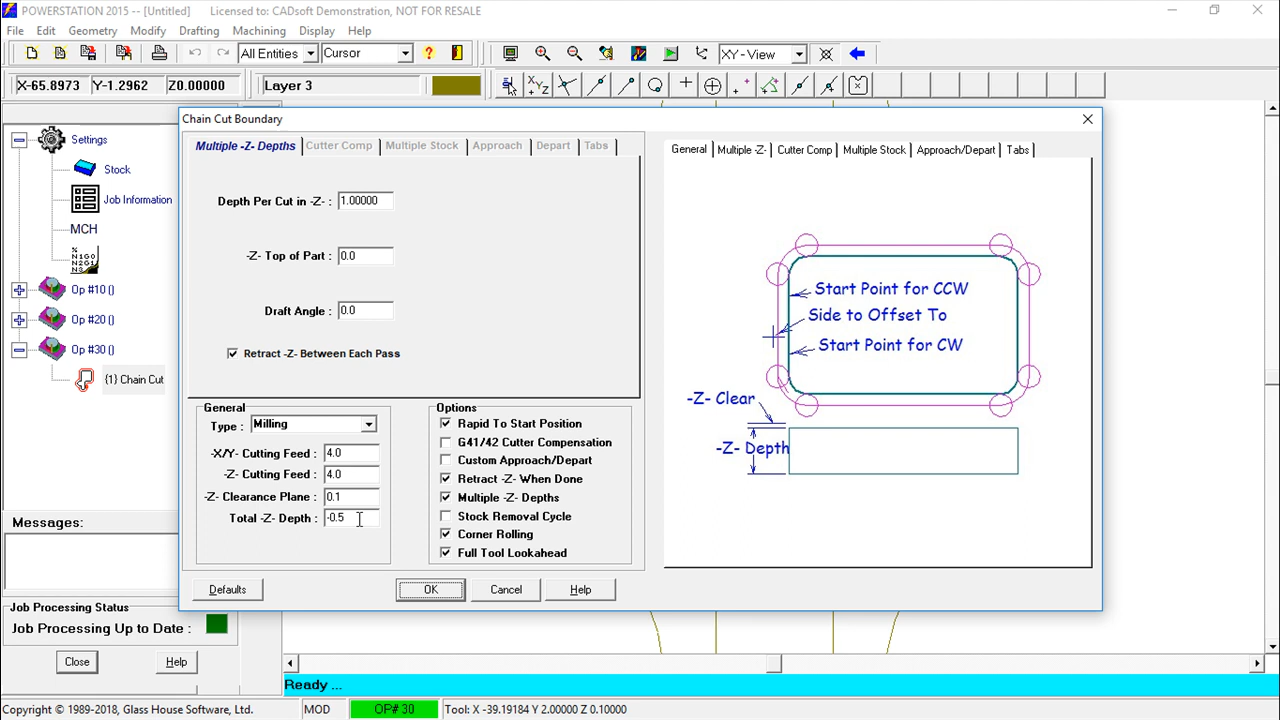 POWERSTATION 2015 -- [Untitled]
Chained to: CADsoft Demonstration, NOT FOR RESALE
File Edit Geometry Modify Drafting Machining Display Help
All Entities Cursor ? XY - View
X-65.8973 Y-1.2962 Z0.00000 Layer 3 XYZ
Settings
Stock
Job Information
MCH
%
N1G0
N2G1
N3
Op #10 ()
Op #20 ()
Op #30 ()
{1} Chain Cut
Messages:
Job Processing Status
Job Processing Up to Date :
Close Help
Chain Cut Boundary
Multiple -Z- Depths Cutter Comp Multiple Stock Approach Depart Tabs
Depth Per Cut in -Z- : 1.00000
-Z- Top of Part : 0.0
Draft Angle : 0.0
Retract -Z- Between Each Pass
General
Type : Milling
-X/Y- Cutting Feed : 4.0
-Z- Cutting Feed : 4.0
-Z- Clearance Plane : 0.1
Total -Z- Depth : -0.5
Options
Rapid To Start Position
G41/42 Cutter Compensation
Custom Approach/Depart
Retract -Z- When Done
Multiple -Z- Depths
Stock Removal Cycle
Corner Rolling
Full Tool Lookahead
Defaults OK Cancel Help
General Multiple -Z- Cutter Comp Multiple Stock Approach/Depart Tabs
Start Point for CCW
Side to Offset To
Start Point for CW
-Z- Clear
-Z- Depth
Ready ...
Copyright © 1989-2018, Glass House Software, Ltd. MOD OP# 30 Tool: X -39.19184 Y 2.00000 Z 0.10000